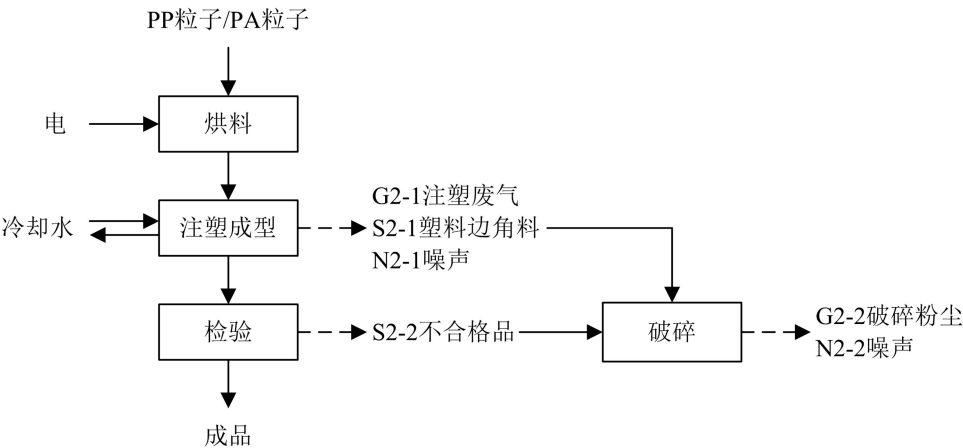 PP粒子/PA粒子
电
烘料
冷却水
注塑成型
G2-1注塑废气
S2-1塑料边角料
N2-1噪声
检验
S2-2不合格品
破碎
G2-2破碎粉尘
N2-2噪声
成品